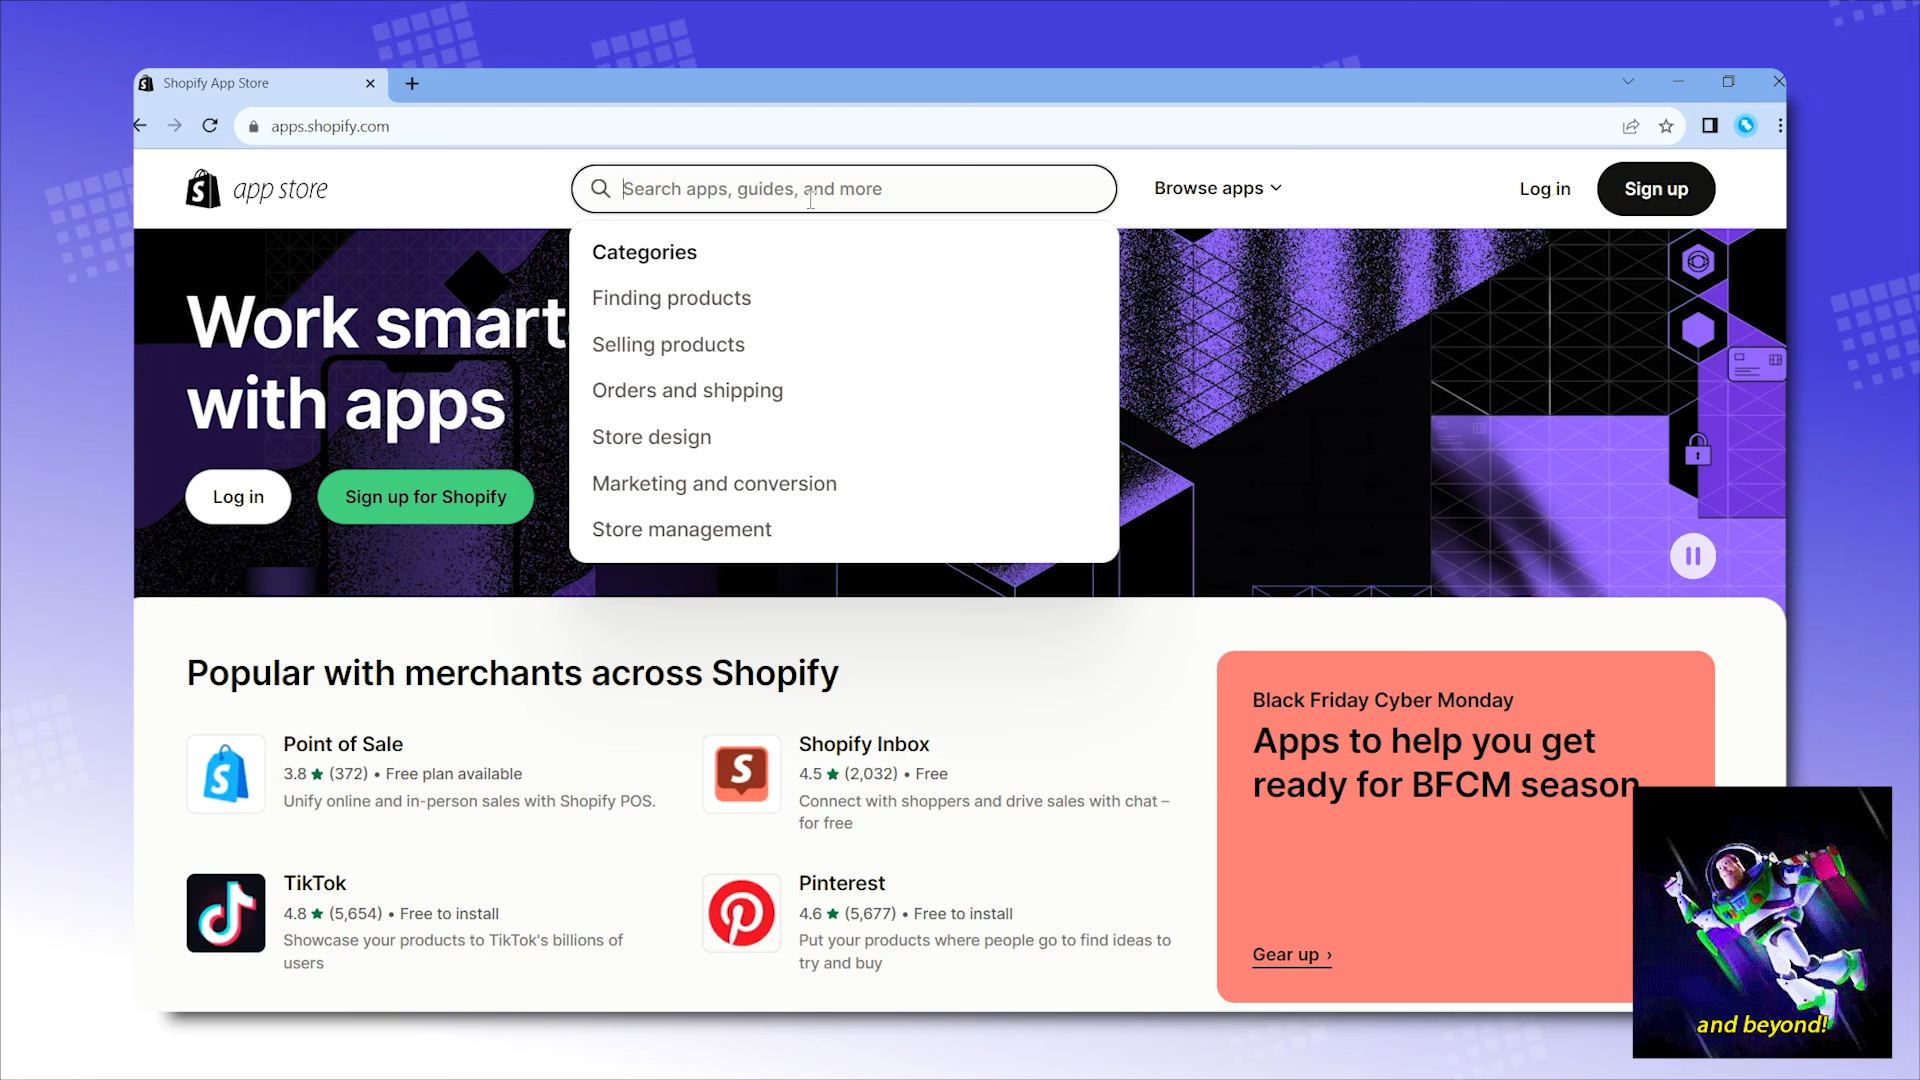 Shopify App Store
apps.shopify.com
app store
Search apps, guides, and more
Browse apps
Log in
Sign up
Categories
Finding products
Selling products
Orders and shipping
Store design
Marketing and conversion
Store management
Work smart
with apps
Log in
Sign up for Shopify
Popular with merchants across Shopify
Point of Sale
3.8 ★ (372) • Free plan available
Unify online and in-person sales with Shopify POS.
Shopify Inbox
4.5 ★ (2,032) • Free
Connect with shoppers and drive sales with chat –
for free
TikTok
4.8 ★ (5,654) • Free to install
Showcase your products to TikTok's billions of
users
Pinterest
4.6 ★ (5,677) • Free to install
Put your products where people go to find ideas to
try and buy
Black Friday Cyber Monday
Apps to help you get
ready for BFCM season
Gear up ›
and beyond!